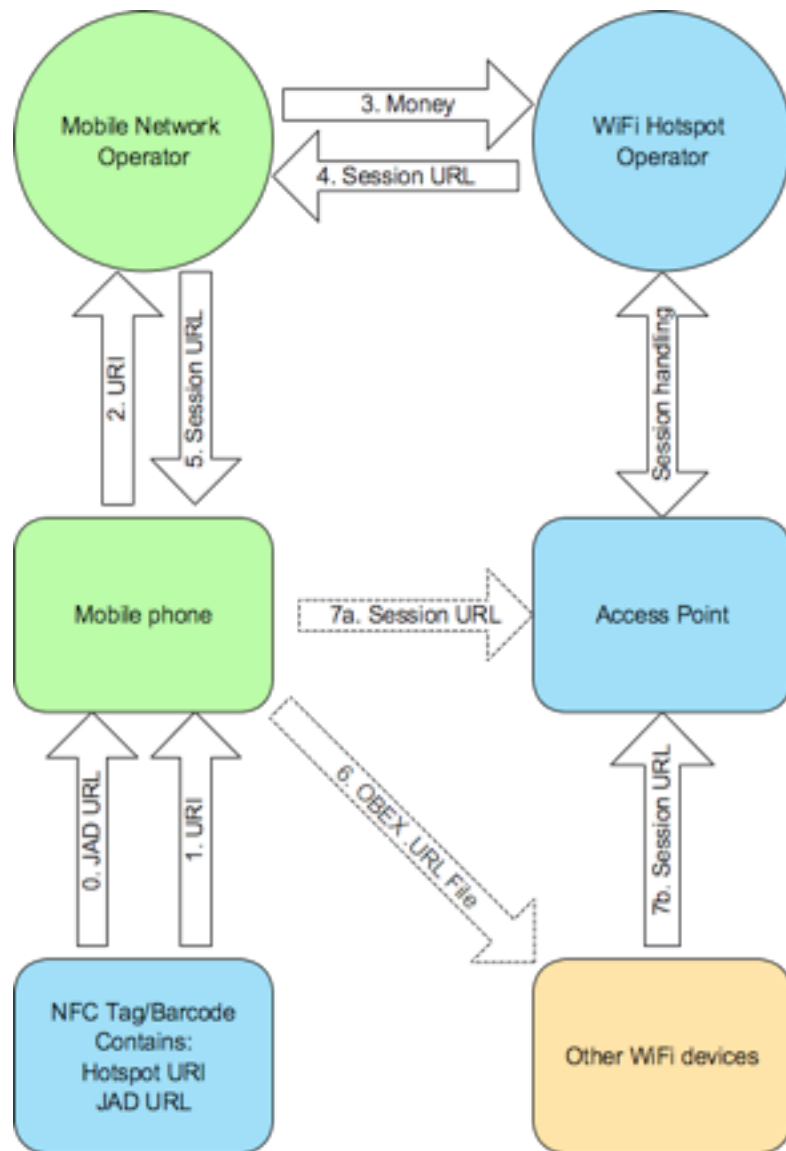 Mobile Network
Operator
3. Money
4. Session URL
WiFi Hotspot
Operator
2. URI
5. Session URL
Session handling
Mobile phone
7a. Session URL
Access Point
0. JAD URL
1. URI
6. OBEX .URL File
7b. Session URL
NFC Tag/Barcode
Contains:
Hotspot URI
JAD URL
Other WiFi devices